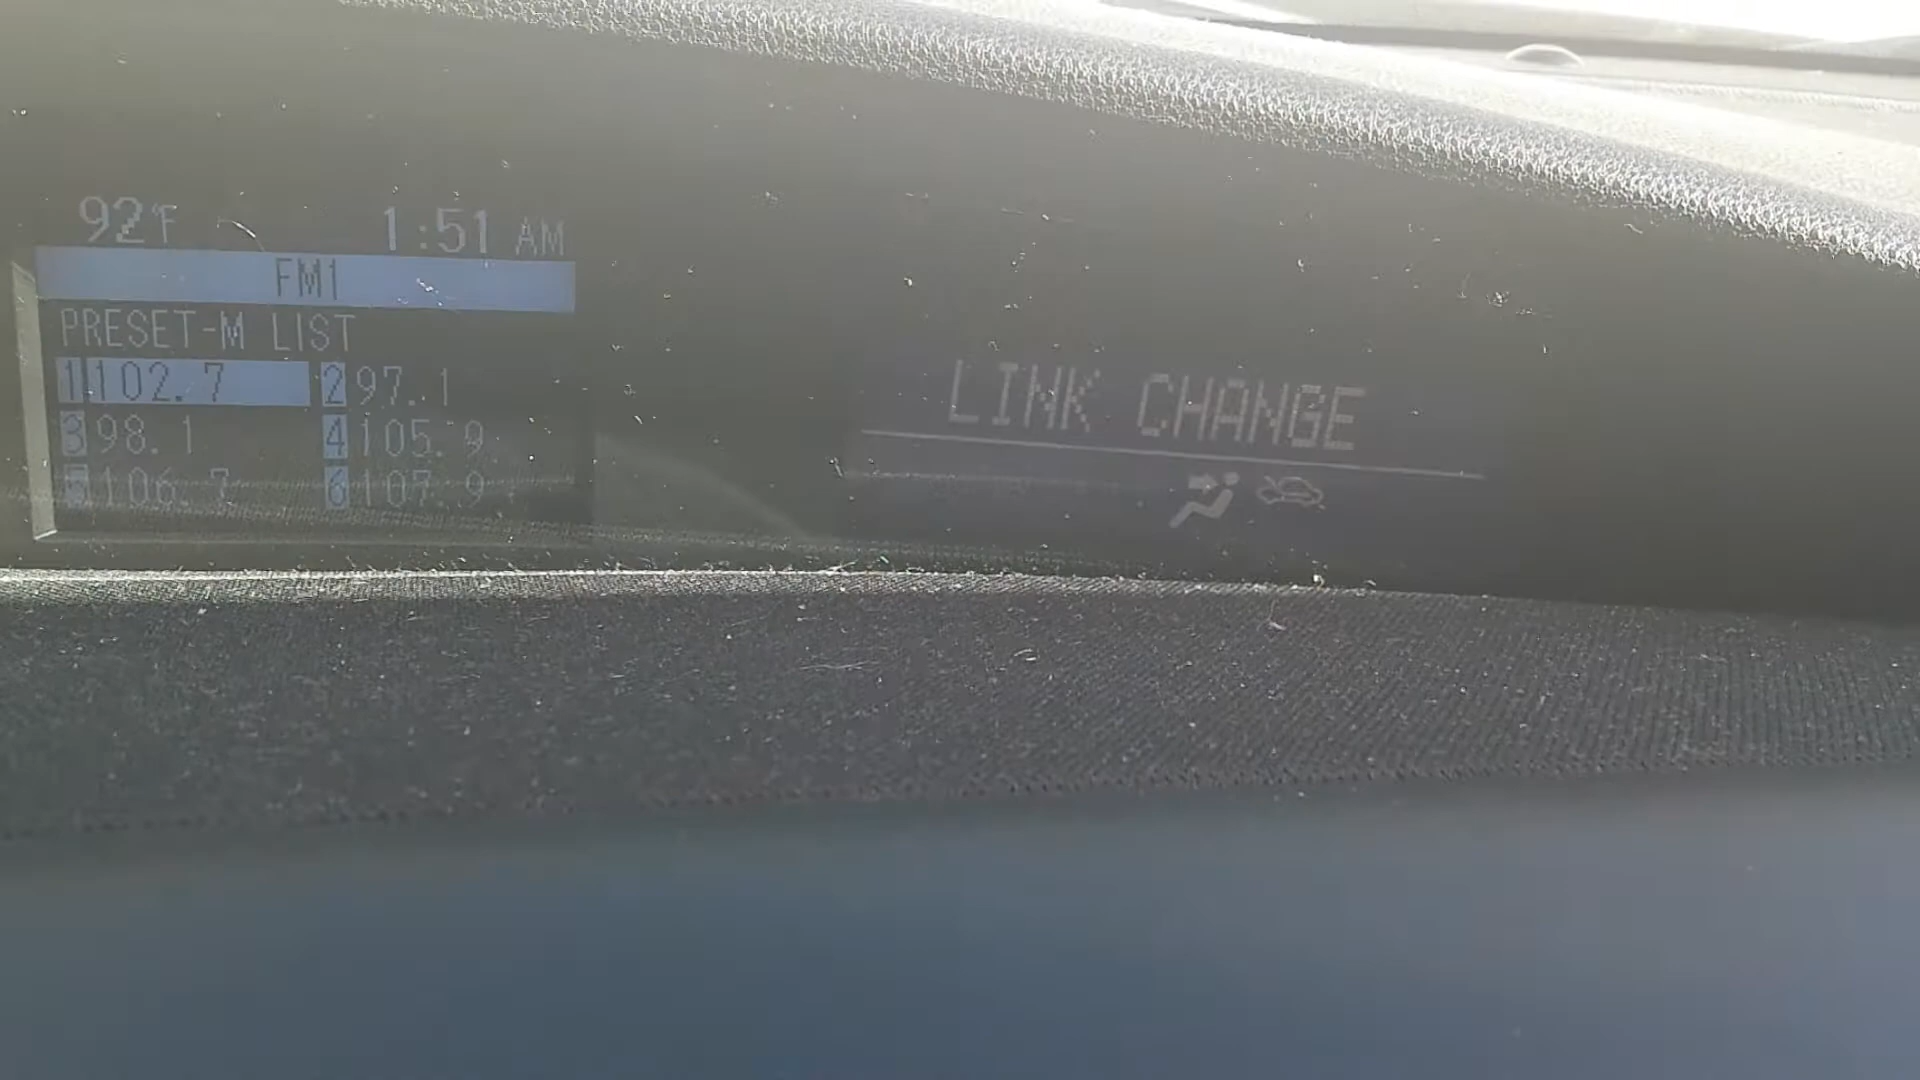 92°F 1:51 AM
FM1
PRESET-M LIST
1 102.7 2 97.1
3 98.1 4 105.9
5 106.7 6 107.9
LINK CHANGE